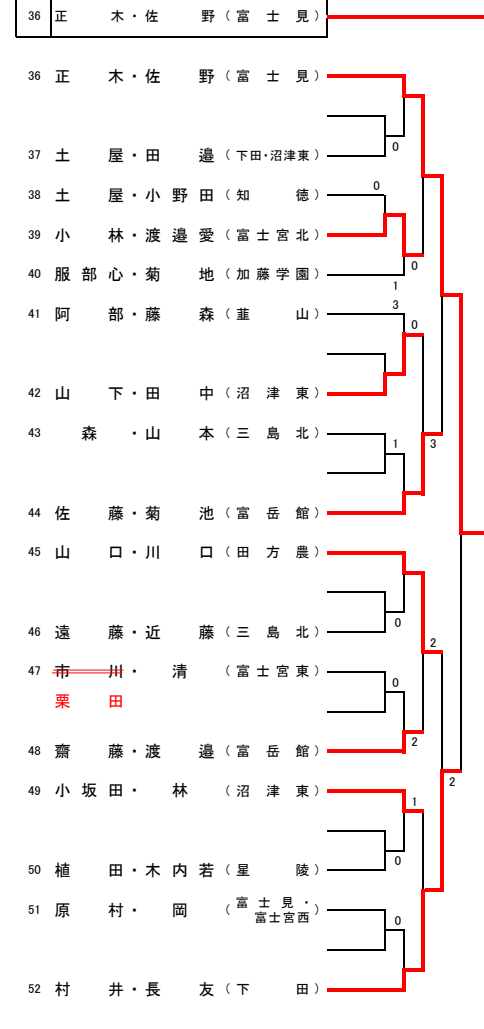 36 正 木・佐 野（富 士 見）
36 正 木・佐 野（富 士 見）
0
37 土 屋・田 邉（下田・沼津東）
0
38 土 屋・小 野 田（知 徳）
39 小 林・渡 邉 愛（富 士 宮 北）
0
40 服 部 心・菊 地（加 藤 学 園）
1
3
41 阿 部・藤 森（韮 山）
0
42 山 下・田 中（沼 津 東）
43 森 ・山 本（三 島 北）
1 3
44 佐 藤・菊 池（富 岳 館）
45 山 口・川 口（田 方 農）
0
46 遠 藤・近 藤（三 島 北）
2
47 市 川・ 清 （富 士 宮 東）
0
栗 田
2
48 齋 藤・渡 邉（富 岳 館）
2
49 小 坂 田・ 林 （沼 津 東）
1
0
50 植 田・木 内 若（星 陵）
51 原 村・ 岡 （富 士 見・
富士宮西）
0
52 村 井・長 友（下 田）